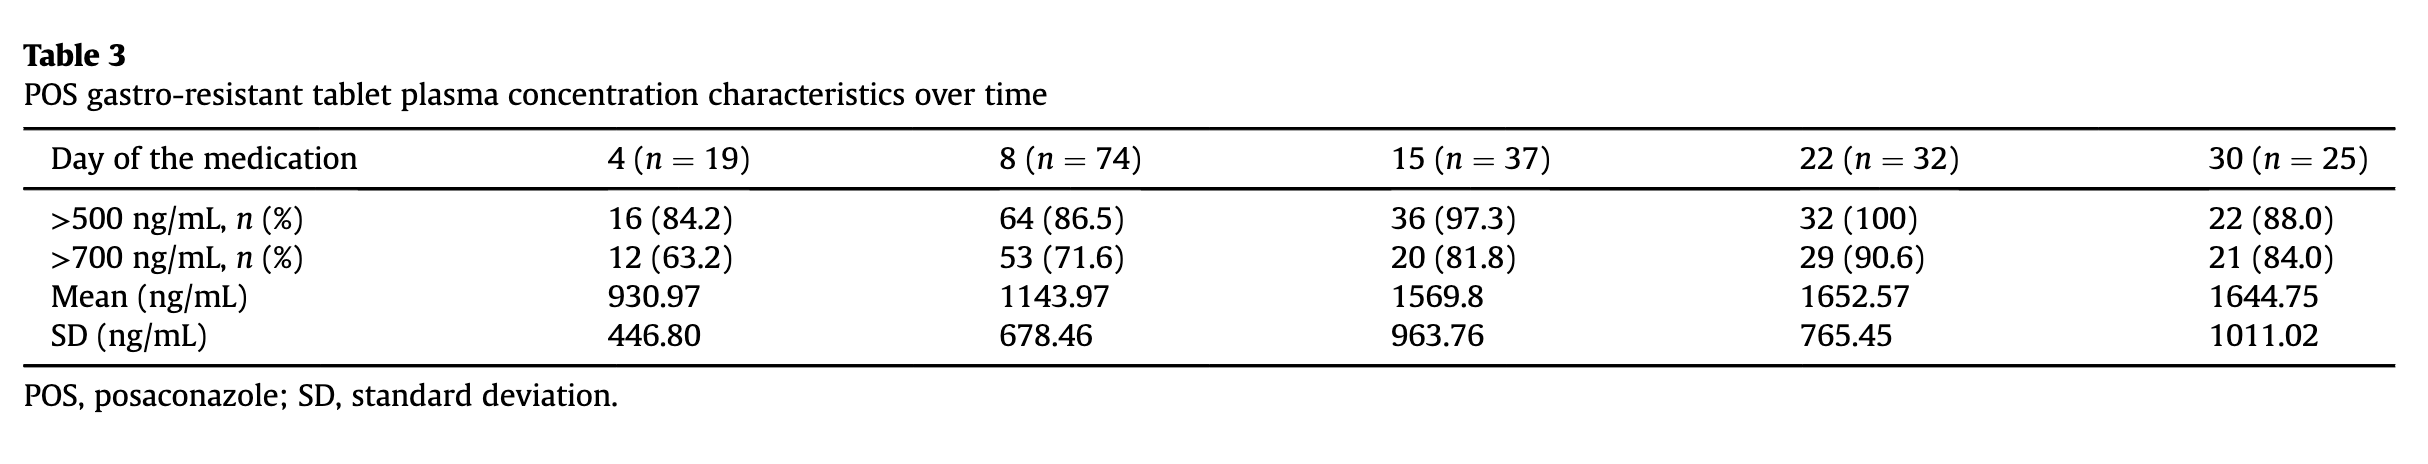 Table 3
POS gastro-resistant tablet plasma concentration characteristics over time
Day of the medication 4 (n = 19) 8 (n = 74) 15 (n = 37) 22 (n = 32) 30 (n = 25)
>500 ng/mL, n (%) 16 (84.2) 64 (86.5) 36 (97.3) 32 (100) 22 (88.0)
>700 ng/mL, n (%) 12 (63.2) 53 (71.6) 20 (81.8) 29 (90.6) 21 (84.0)
Mean (ng/mL) 930.97 1143.97 1569.8 1652.57 1644.75
SD (ng/mL) 446.80 678.46 963.76 765.45 1011.02
POS, posaconazole; SD, standard deviation.